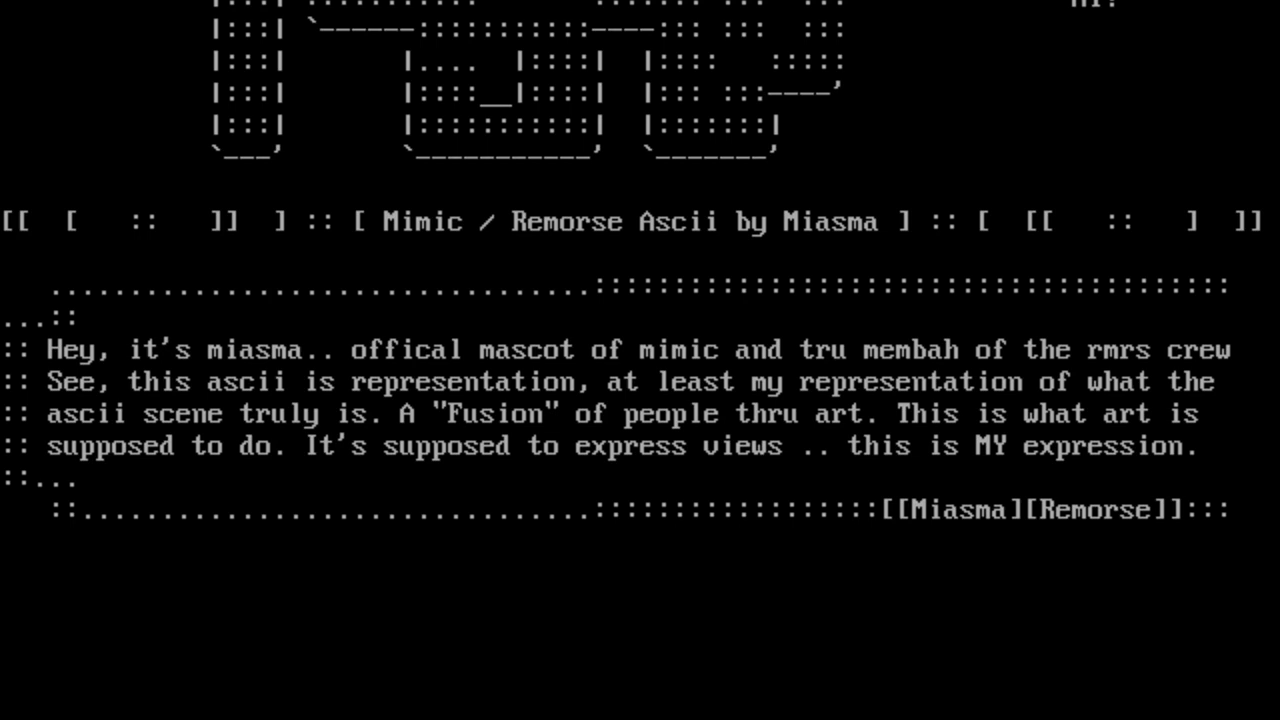 [[  [   ::   ]]  ] :: [ Mimic / Remorse Ascii by Miasma ] :: [  [[   ::   ]  ]]
:: Hey, it's miasma.. offical mascot of mimic and tru membah of the rmrs crew
:: See, this ascii is representation, at least my representation of what the
:: ascii scene truly is. A "Fusion" of people thru art. This is what art is
:: supposed to do. It's supposed to express views .. this is MY expression.
[[Miasma][Remorse]]:::